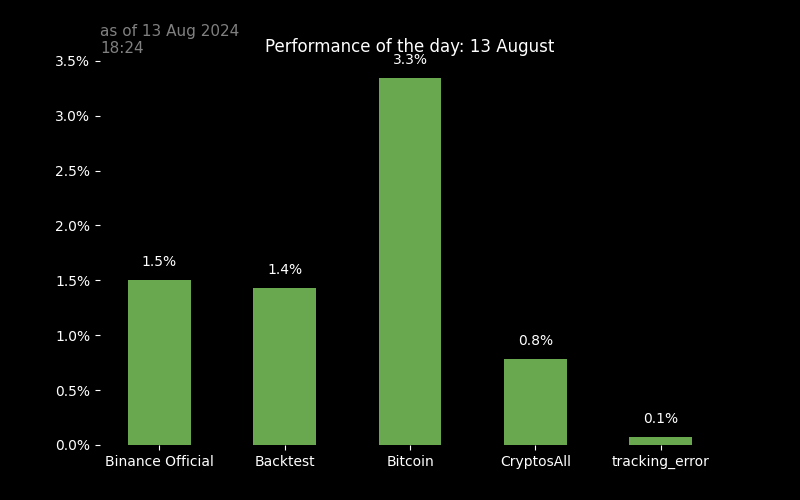 as of 13 Aug 2024
18:24
Performance of the day: 13 August
3.5%
3.0%
2.5%
2.0%
1.5%
1.0%
0.5%
0.0%
1.5%
1.4%
3.3%
0.8%
0.1%
Binance Official
Backtest
Bitcoin
CryptosAll
tracking_error